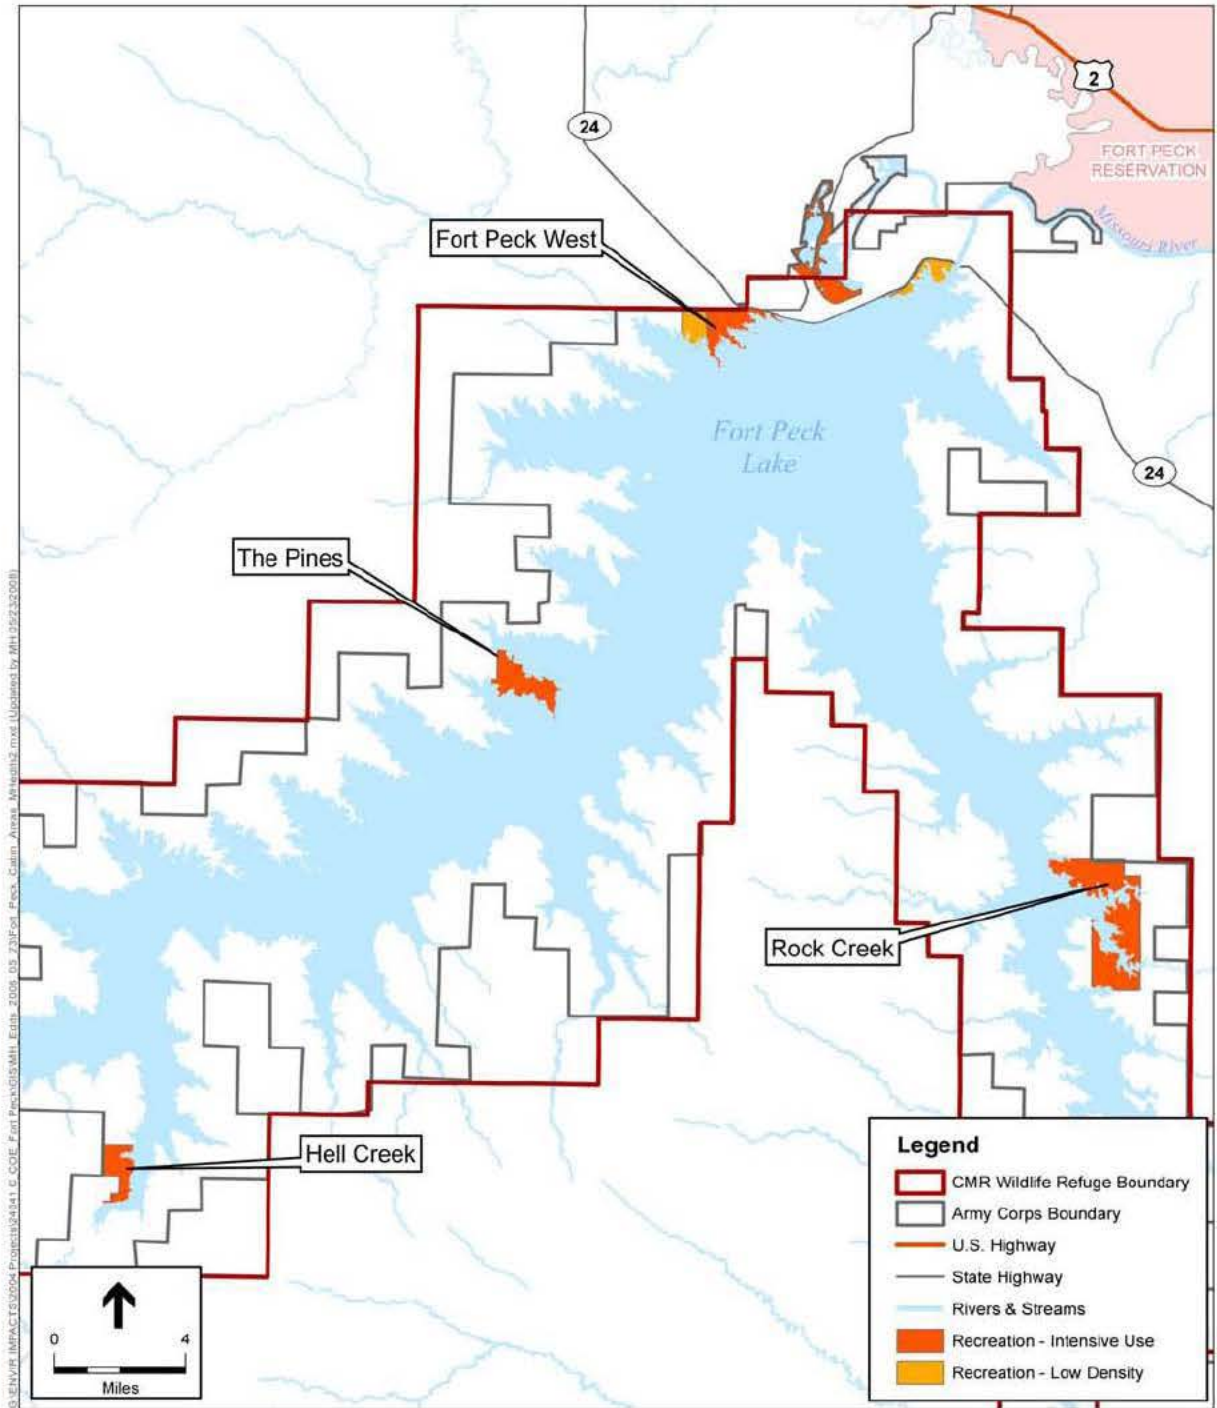 2
24
FORT PECK
RESERVATION
Missouri River
Fort Peck West
Fort Peck
Lake
24
The Pines
Rock Creek
Hell Creek
Legend
CMR Wildlife Refuge Boundary
Army Corps Boundary
U.S. Highway
State Highway
Rivers & Streams
Recreation - Intensive Use
Recreation - Low Density
0 4
Miles